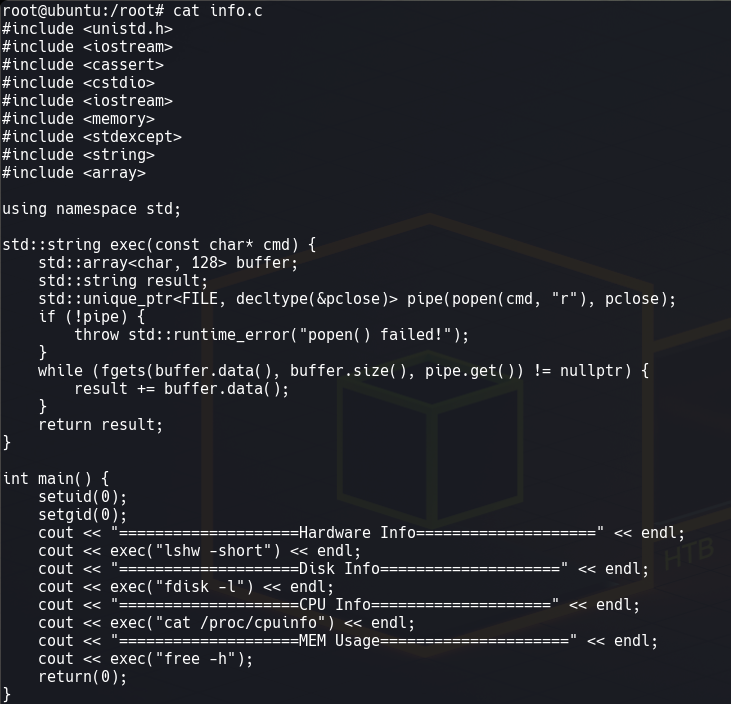 root@ubuntu:/root# cat info.c
#include <unistd.h>
#include <iostream>
#include <cassert>
#include <cstdio>
#include <iostream>
#include <memory>
#include <stdexcept>
#include <string>
#include <array>

using namespace std;

std::string exec(const char* cmd) {
    std::array<char, 128> buffer;
    std::string result;
    std::unique_ptr<FILE, decltype(&pclose)> pipe(popen(cmd, "r"), pclose);
    if (!pipe) {
        throw std::runtime_error("popen() failed!");
    }
    while (fgets(buffer.data(), buffer.size(), pipe.get()) != nullptr) {
        result += buffer.data();
    }
    return result;
}

int main() {
    setuid(0);
    setgid(0);
    cout << "====================Hardware Info====================" << endl;
    cout << exec("lshw -short") << endl;
    cout << "====================Disk Info====================" << endl;
    cout << exec("fdisk -l") << endl;
    cout << "====================CPU Info====================" << endl;
    cout << exec("cat /proc/cpuinfo") << endl;
    cout << "====================MEM Usage=====================" << endl;
    cout << exec("free -h");
    return(0);
}
HTB